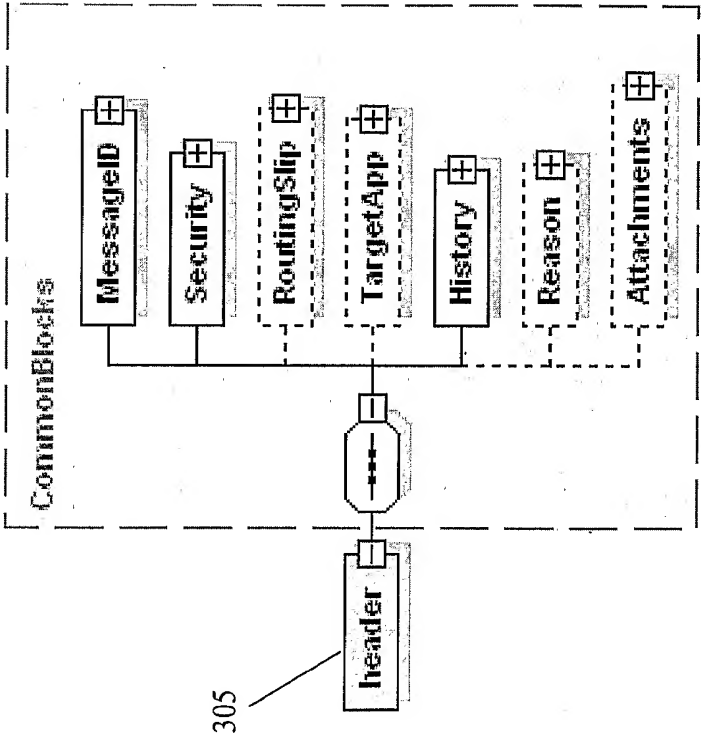 CommonBlocks
MessageID
Security
RoutingSlip
TargetApp
History
Reason
Attachments
header
305